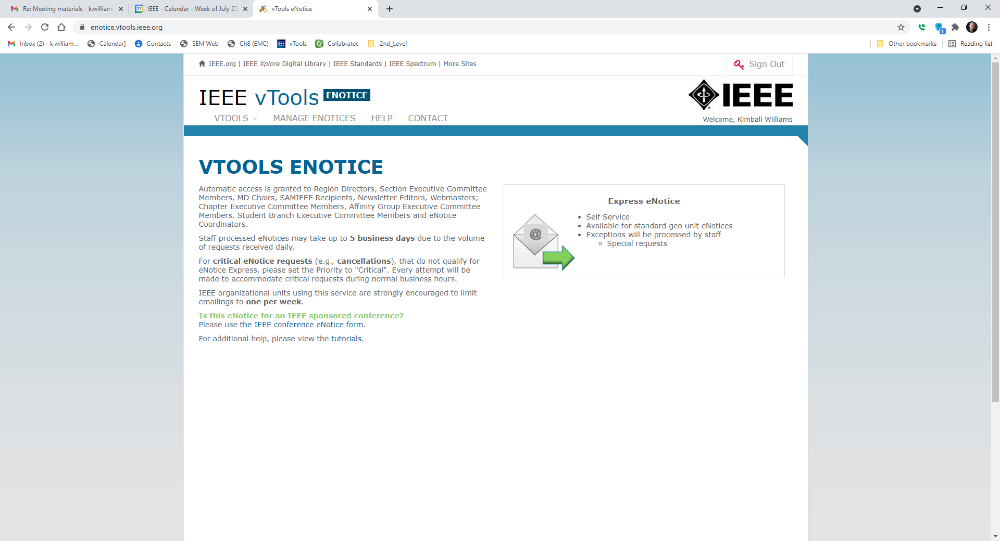 Re: Meeting materials - k.williams
IEEE - Calendar - Week of July 25
vTools eNotice
enotice.vtools.ieee.org
1
Inbox (2) - k.william...
Calendar]
Contacts
SEM Web
Ch8 (EMC)
IEEE
vTools
Collabratec
2nd_Level
Other bookmarks
Reading list
IEEE.org | IEEE Xplore Digital Library | IEEE Standards | IEEE Spectrum | More Sites
Sign Out
IEEE vTools ENOTICE
IEEE
VTOOLS
MANAGE ENOTICES
HELP
CONTACT
Welcome, Kimball Williams
VTOOLS ENOTICE
Automatic access is granted to Region Directors, Section Executive Committee
Members, MD Chairs, SAMIEEE Recipients, Newsletter Editors, Webmasters;
Chapter Executive Committee Members, Affinity Group Executive Committee
Members, Student Branch Executive Committee Members and eNotice
Coordinators.
Staff processed eNotices may take up to 5 business days due to the volume
of requests received daily.
For critical eNotice requests (e.g., cancellations), that do not qualify for
eNotice Express, please set the Priority to "Critical". Every attempt will be
made to accommodate critical requests during normal business hours.
IEEE organizational units using this service are strongly encouraged to limit
emailings to one per week.
Is this eNotice for an IEEE sponsored conference?
Please use the IEEE conference eNotice form.
For additional help, please view the tutorials.
Express eNotice
@
Self Service
Available for standard geo unit eNotices
Exceptions will be processed by staff
Special requests